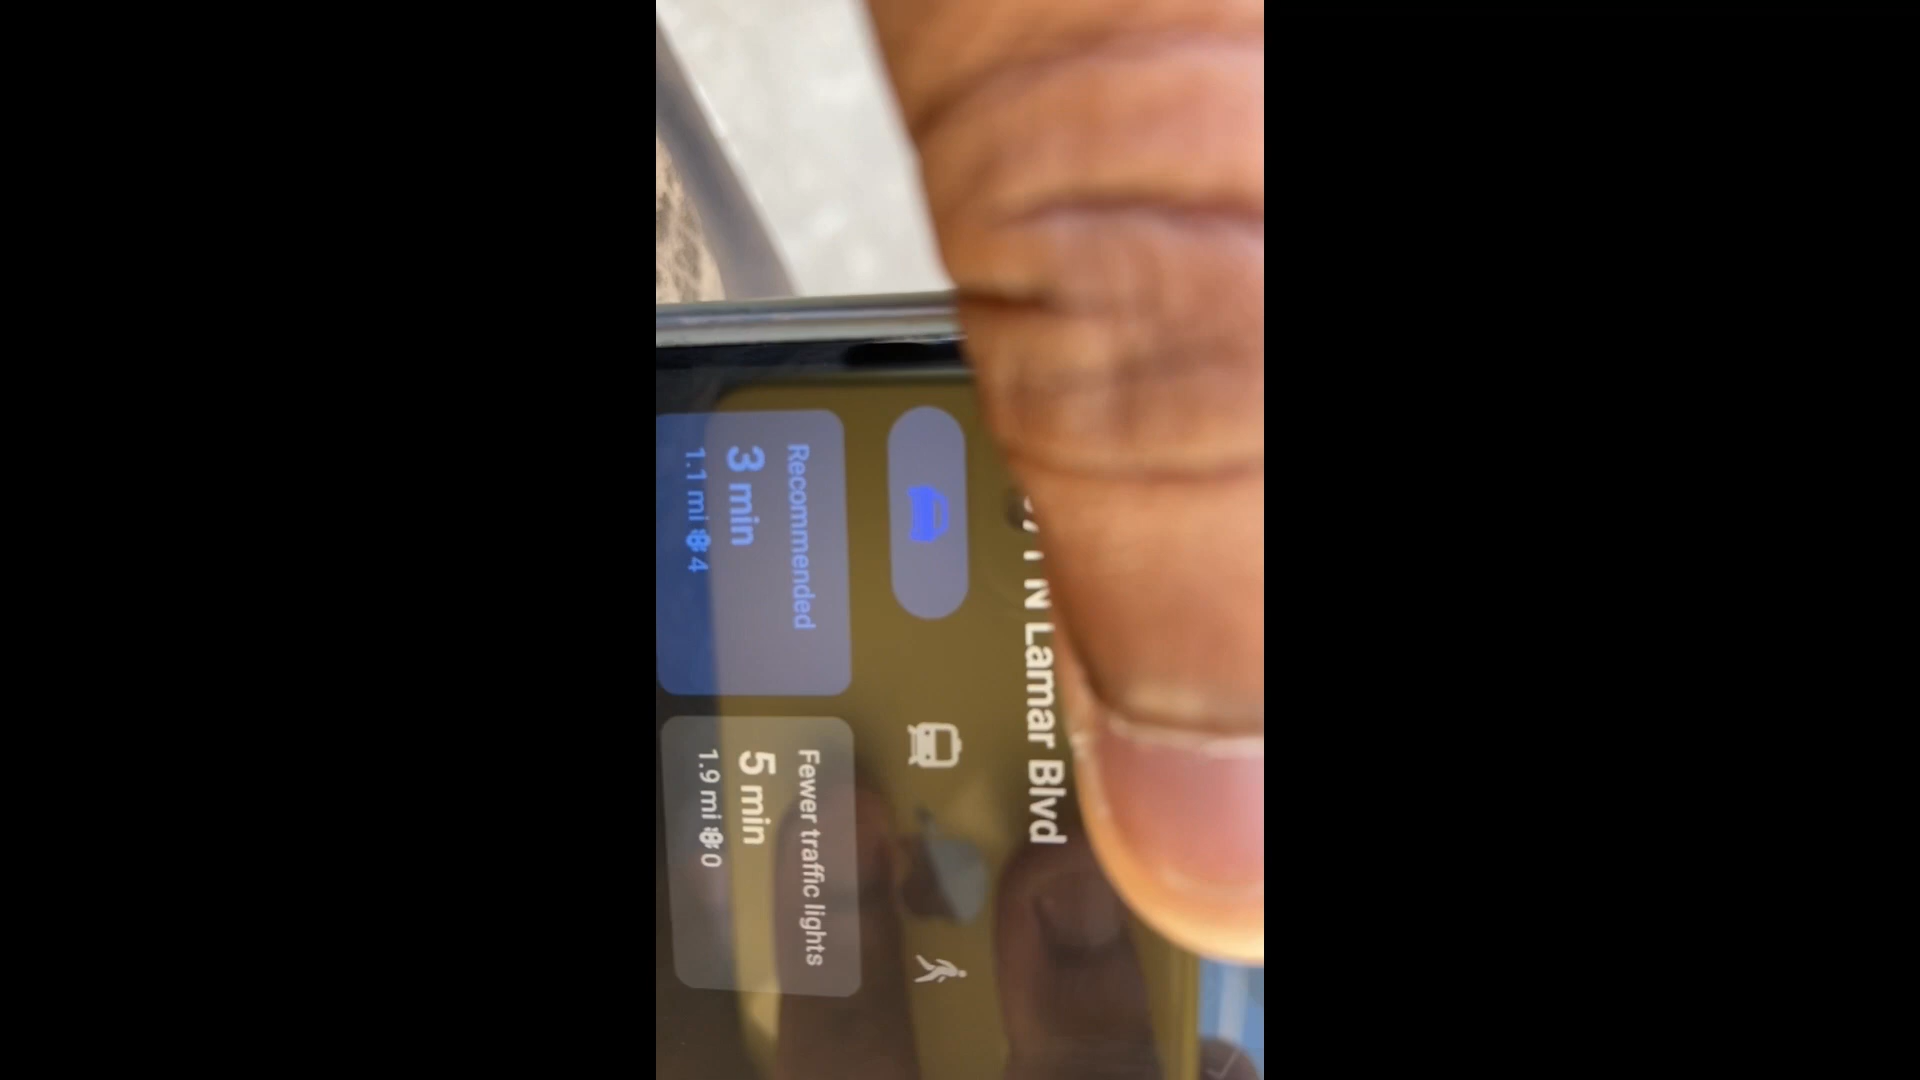 N Lamar Blvd
Recommended
3 min
1.1 mi 4
Fewer traffic lights
5 min
1.9 mi 0